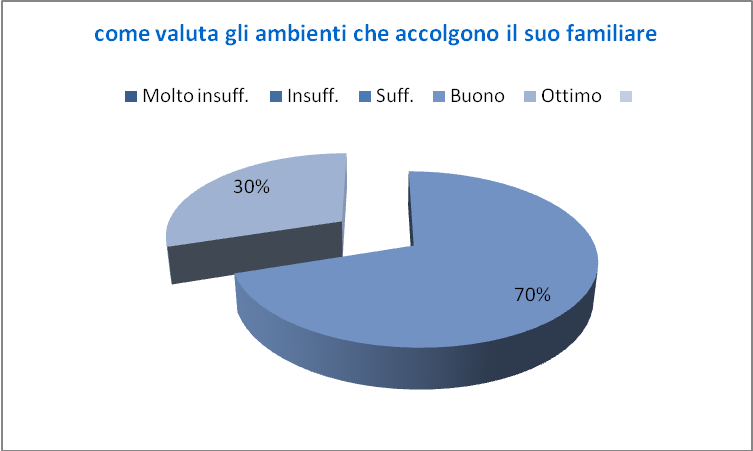 come valuta gli ambienti che accolgono il suo familiare
Molto insuff. Insuff. Suff. Buono Ottimo
30%
70%